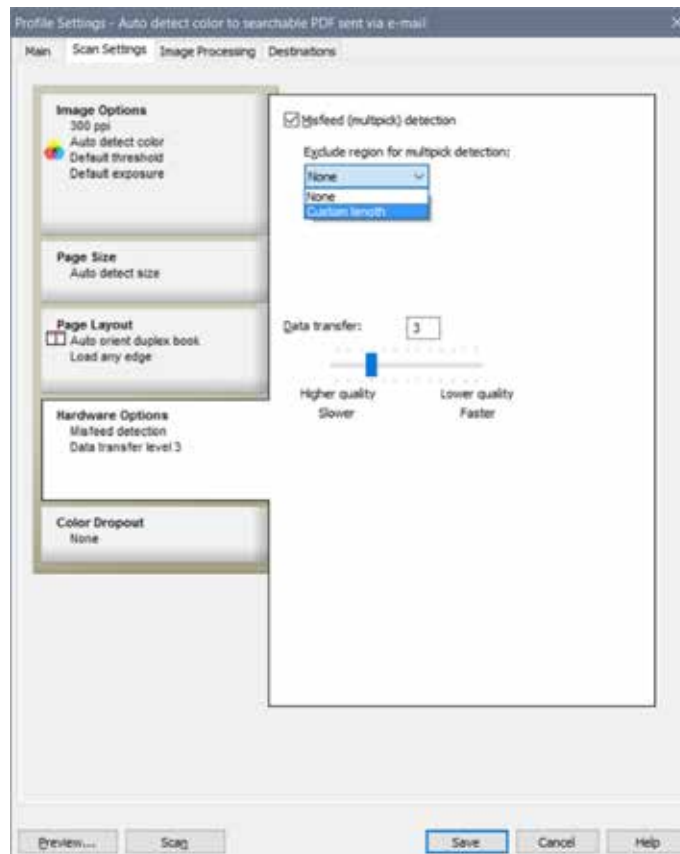 Profile Settings - Auto detect color to searchable PDF sent via e-mail
Main Scan Settings Image Processing Destinations
Image Options
300 ppi
Auto detect color
Default threshold
Default exposure
Page Size
Auto detect size
Page Layout
Auto orient duplex book
Load any edge
Hardware Options
Misfeed detection
Data transfer level 3
Color Dropout
None
Misfeed (multipick) detection
Exclude region for multipick detection:
None
None
Custom length
Data transfer: 3
Higher quality Lower quality
Slower Faster
Preview... Scan Save Cancel Help